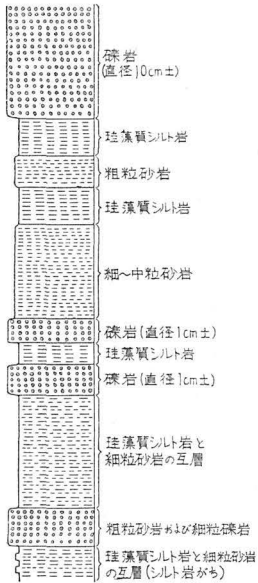 礫岩
(直径10cm±)
珪藻質シルト岩
粗粒砂岩
珪藻質シルト岩
細～中粒砂岩
礫岩(直径1cm±)
珪藻質シルト岩
礫岩(直径1cm±)
珪藻質シルト岩と
細粒砂岩の互層
粗粒砂岩および細粒礫岩
珪藻質シルト岩と細粒砂岩
の互層(シルト岩がち)